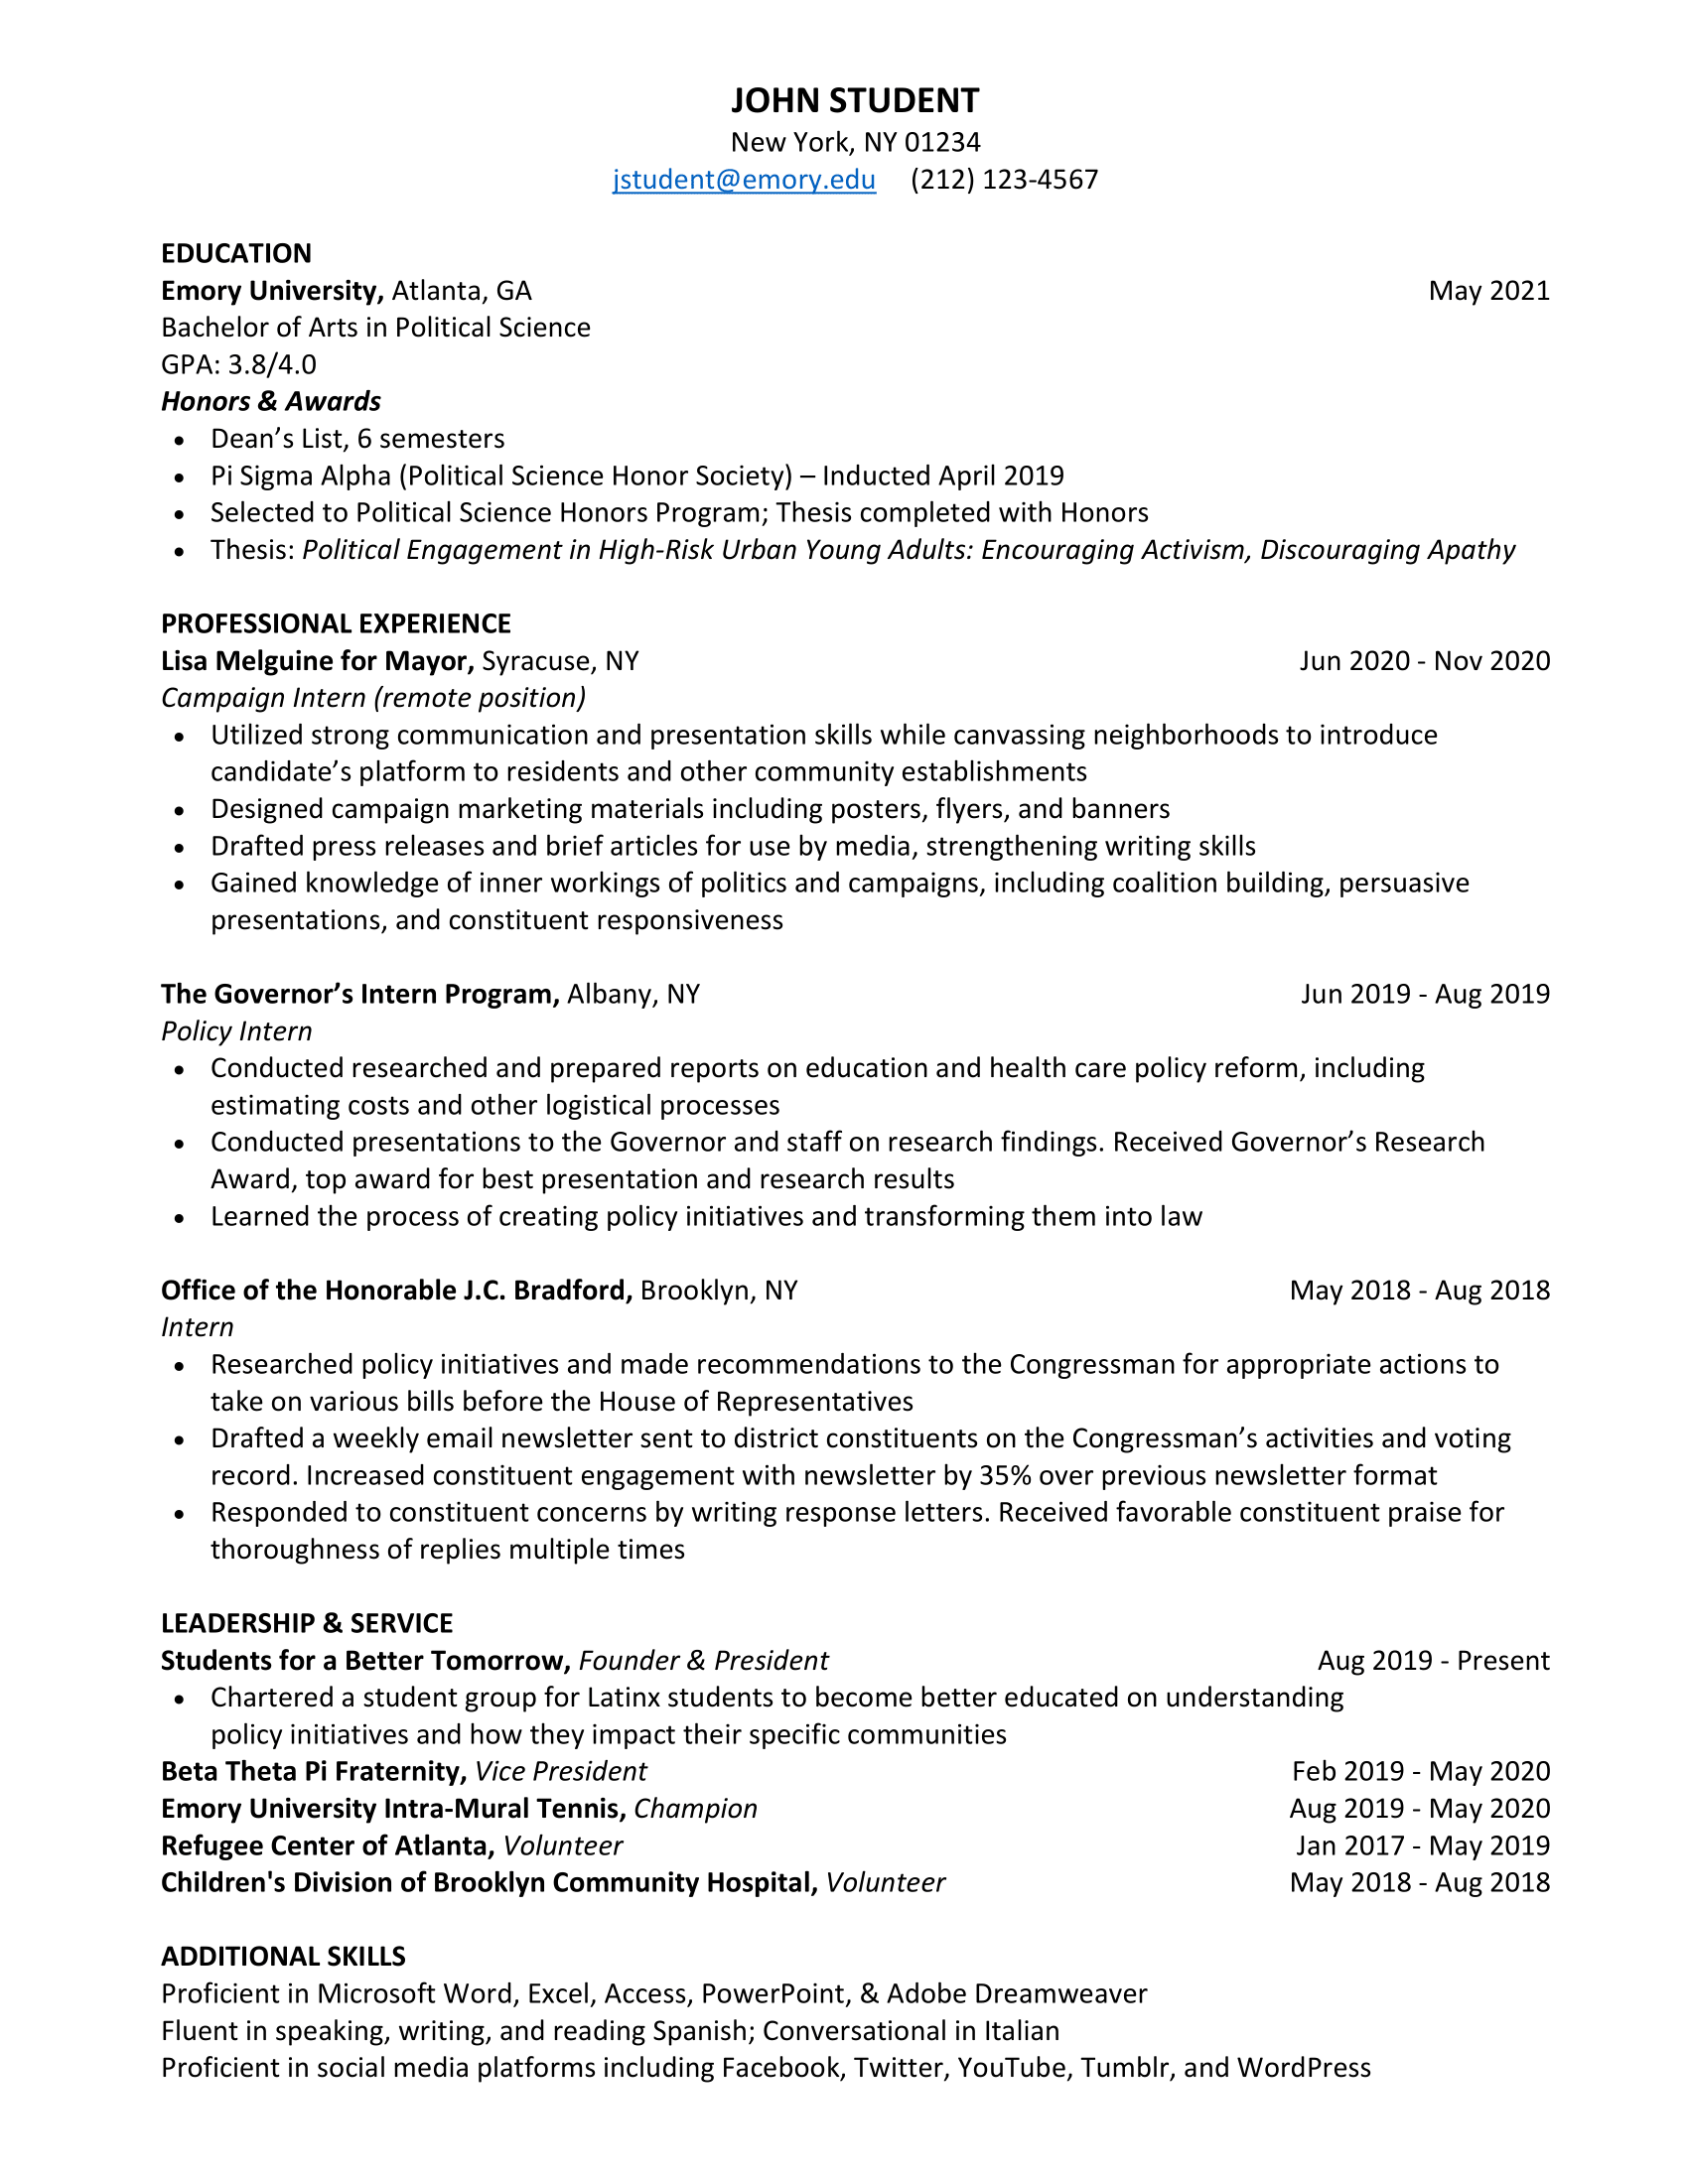 JOHN STUDENT
New York, NY 01234
jstudent@emory.edu (212) 123-4567
EDUCATION
Emory University, Atlanta, GA May 2021
Bachelor of Arts in Political Science
GPA: 3.8/4.0
Honors & Awards
• Dean’s List, 6 semesters
• Pi Sigma Alpha (Political Science Honor Society) – Inducted April 2019
• Selected to Political Science Honors Program; Thesis completed with Honors
• Thesis: Political Engagement in High-Risk Urban Young Adults: Encouraging Activism, Discouraging Apathy
PROFESSIONAL EXPERIENCE
Lisa Melguine for Mayor, Syracuse, NY Jun 2020 - Nov 2020
Campaign Intern (remote position)
• Utilized strong communication and presentation skills while canvassing neighborhoods to introduce
candidate’s platform to residents and other community establishments
• Designed campaign marketing materials including posters, flyers, and banners
• Drafted press releases and brief articles for use by media, strengthening writing skills
• Gained knowledge of inner workings of politics and campaigns, including coalition building, persuasive
presentations, and constituent responsiveness
The Governor’s Intern Program, Albany, NY Jun 2019 - Aug 2019
Policy Intern
• Conducted researched and prepared reports on education and health care policy reform, including
estimating costs and other logistical processes
• Conducted presentations to the Governor and staff on research findings. Received Governor’s Research
Award, top award for best presentation and research results
• Learned the process of creating policy initiatives and transforming them into law
Office of the Honorable J.C. Bradford, Brooklyn, NY May 2018 - Aug 2018
Intern
• Researched policy initiatives and made recommendations to the Congressman for appropriate actions to
take on various bills before the House of Representatives
• Drafted a weekly email newsletter sent to district constituents on the Congressman’s activities and voting
record. Increased constituent engagement with newsletter by 35% over previous newsletter format
• Responded to constituent concerns by writing response letters. Received favorable constituent praise for
thoroughness of replies multiple times
LEADERSHIP & SERVICE
Students for a Better Tomorrow, Founder & President Aug 2019 - Present
• Chartered a student group for Latinx students to become better educated on understanding
policy initiatives and how they impact their specific communities
Beta Theta Pi Fraternity, Vice President Feb 2019 - May 2020
Emory University Intra-Mural Tennis, Champion Aug 2019 - May 2020
Refugee Center of Atlanta, Volunteer Jan 2017 - May 2019
Children's Division of Brooklyn Community Hospital, Volunteer May 2018 - Aug 2018
ADDITIONAL SKILLS
Proficient in Microsoft Word, Excel, Access, PowerPoint, & Adobe Dreamweaver
Fluent in speaking, writing, and reading Spanish; Conversational in Italian
Proficient in social media platforms including Facebook, Twitter, YouTube, Tumblr, and WordPress